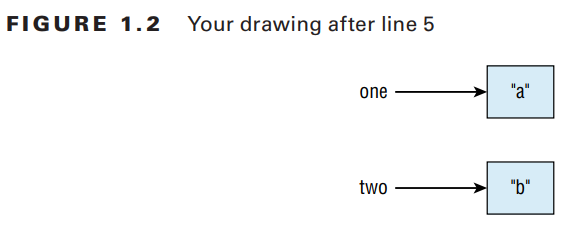 FIGURE 1.2 Your drawing after line 5
one "a"
two "b"